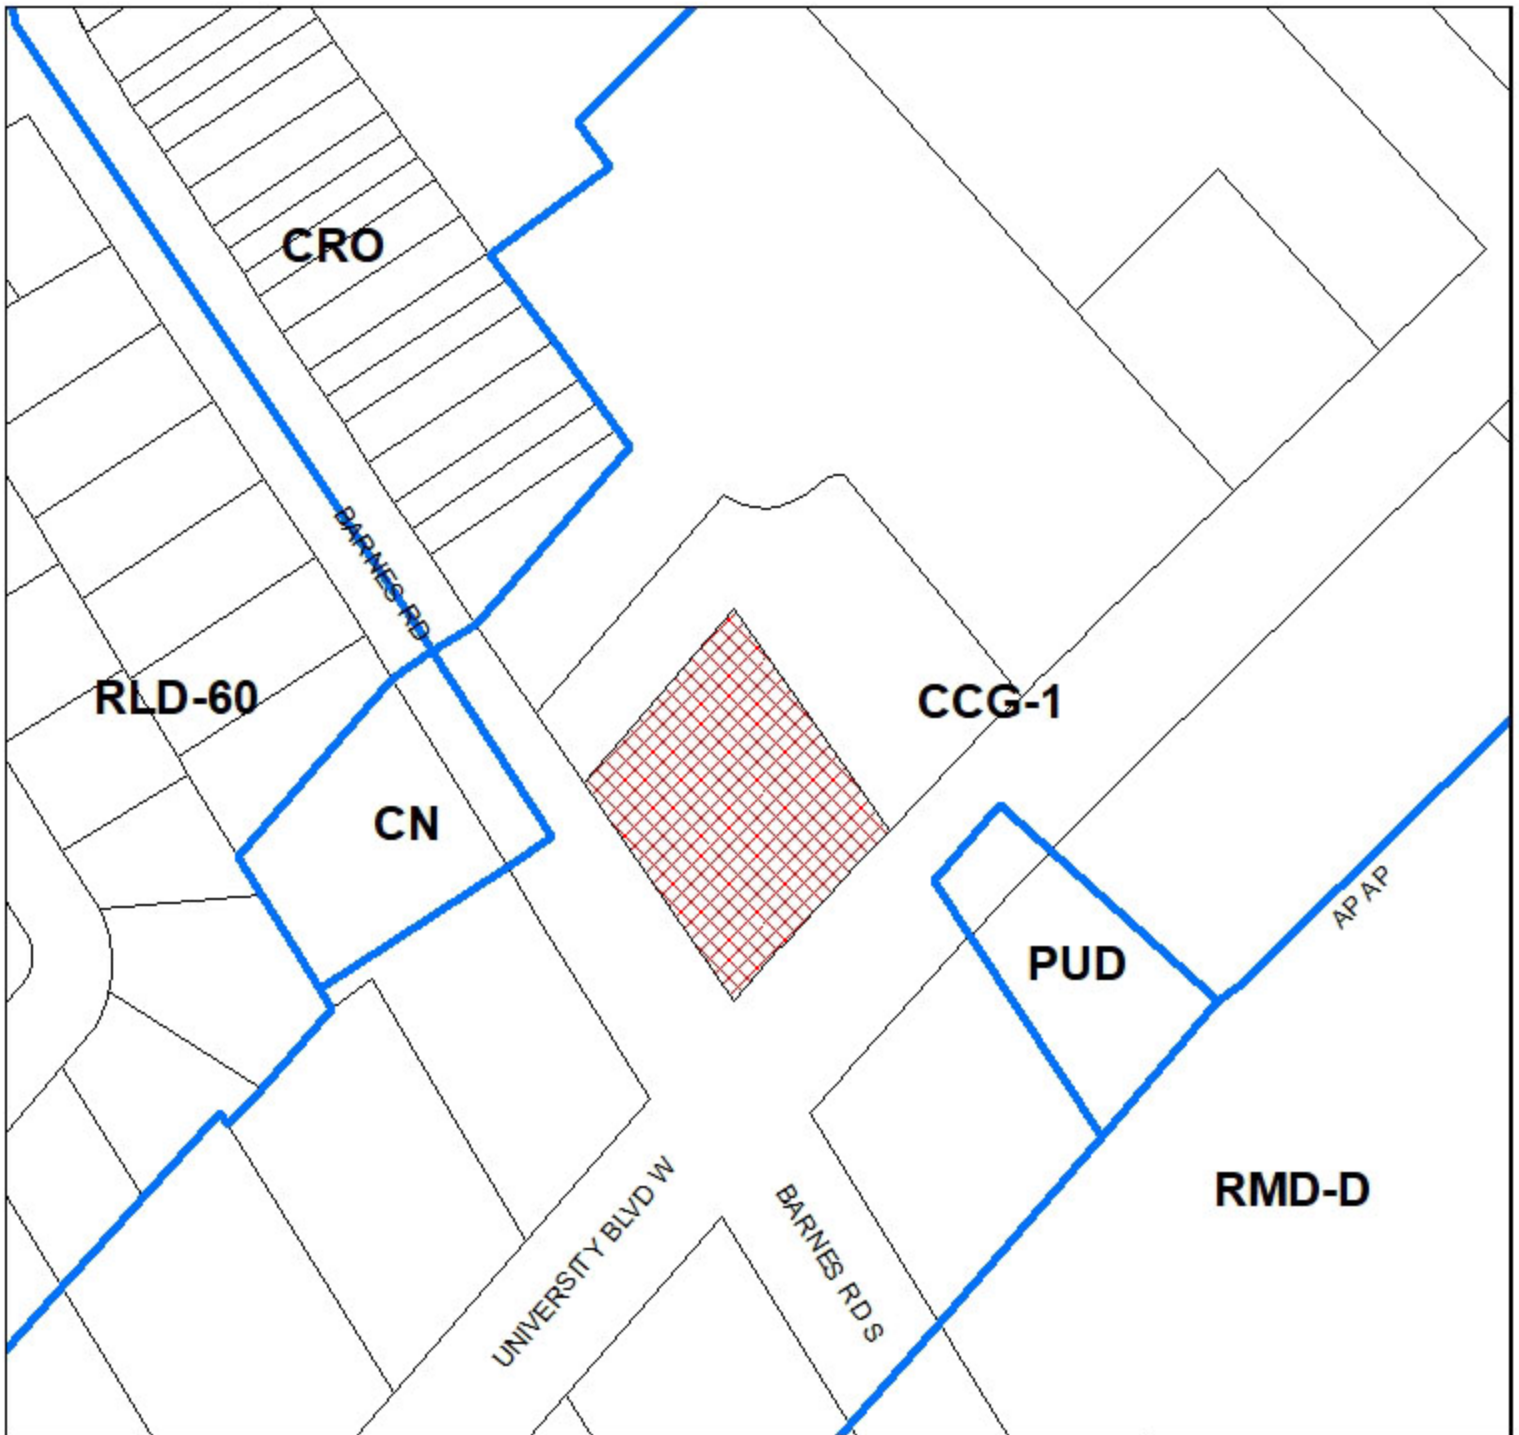 CRO
BARNES RD
RLD-60
CCG-1
CN
AP AP
PUD
RMD-D
UNIVERSITY BLVD W
BARNES RD S